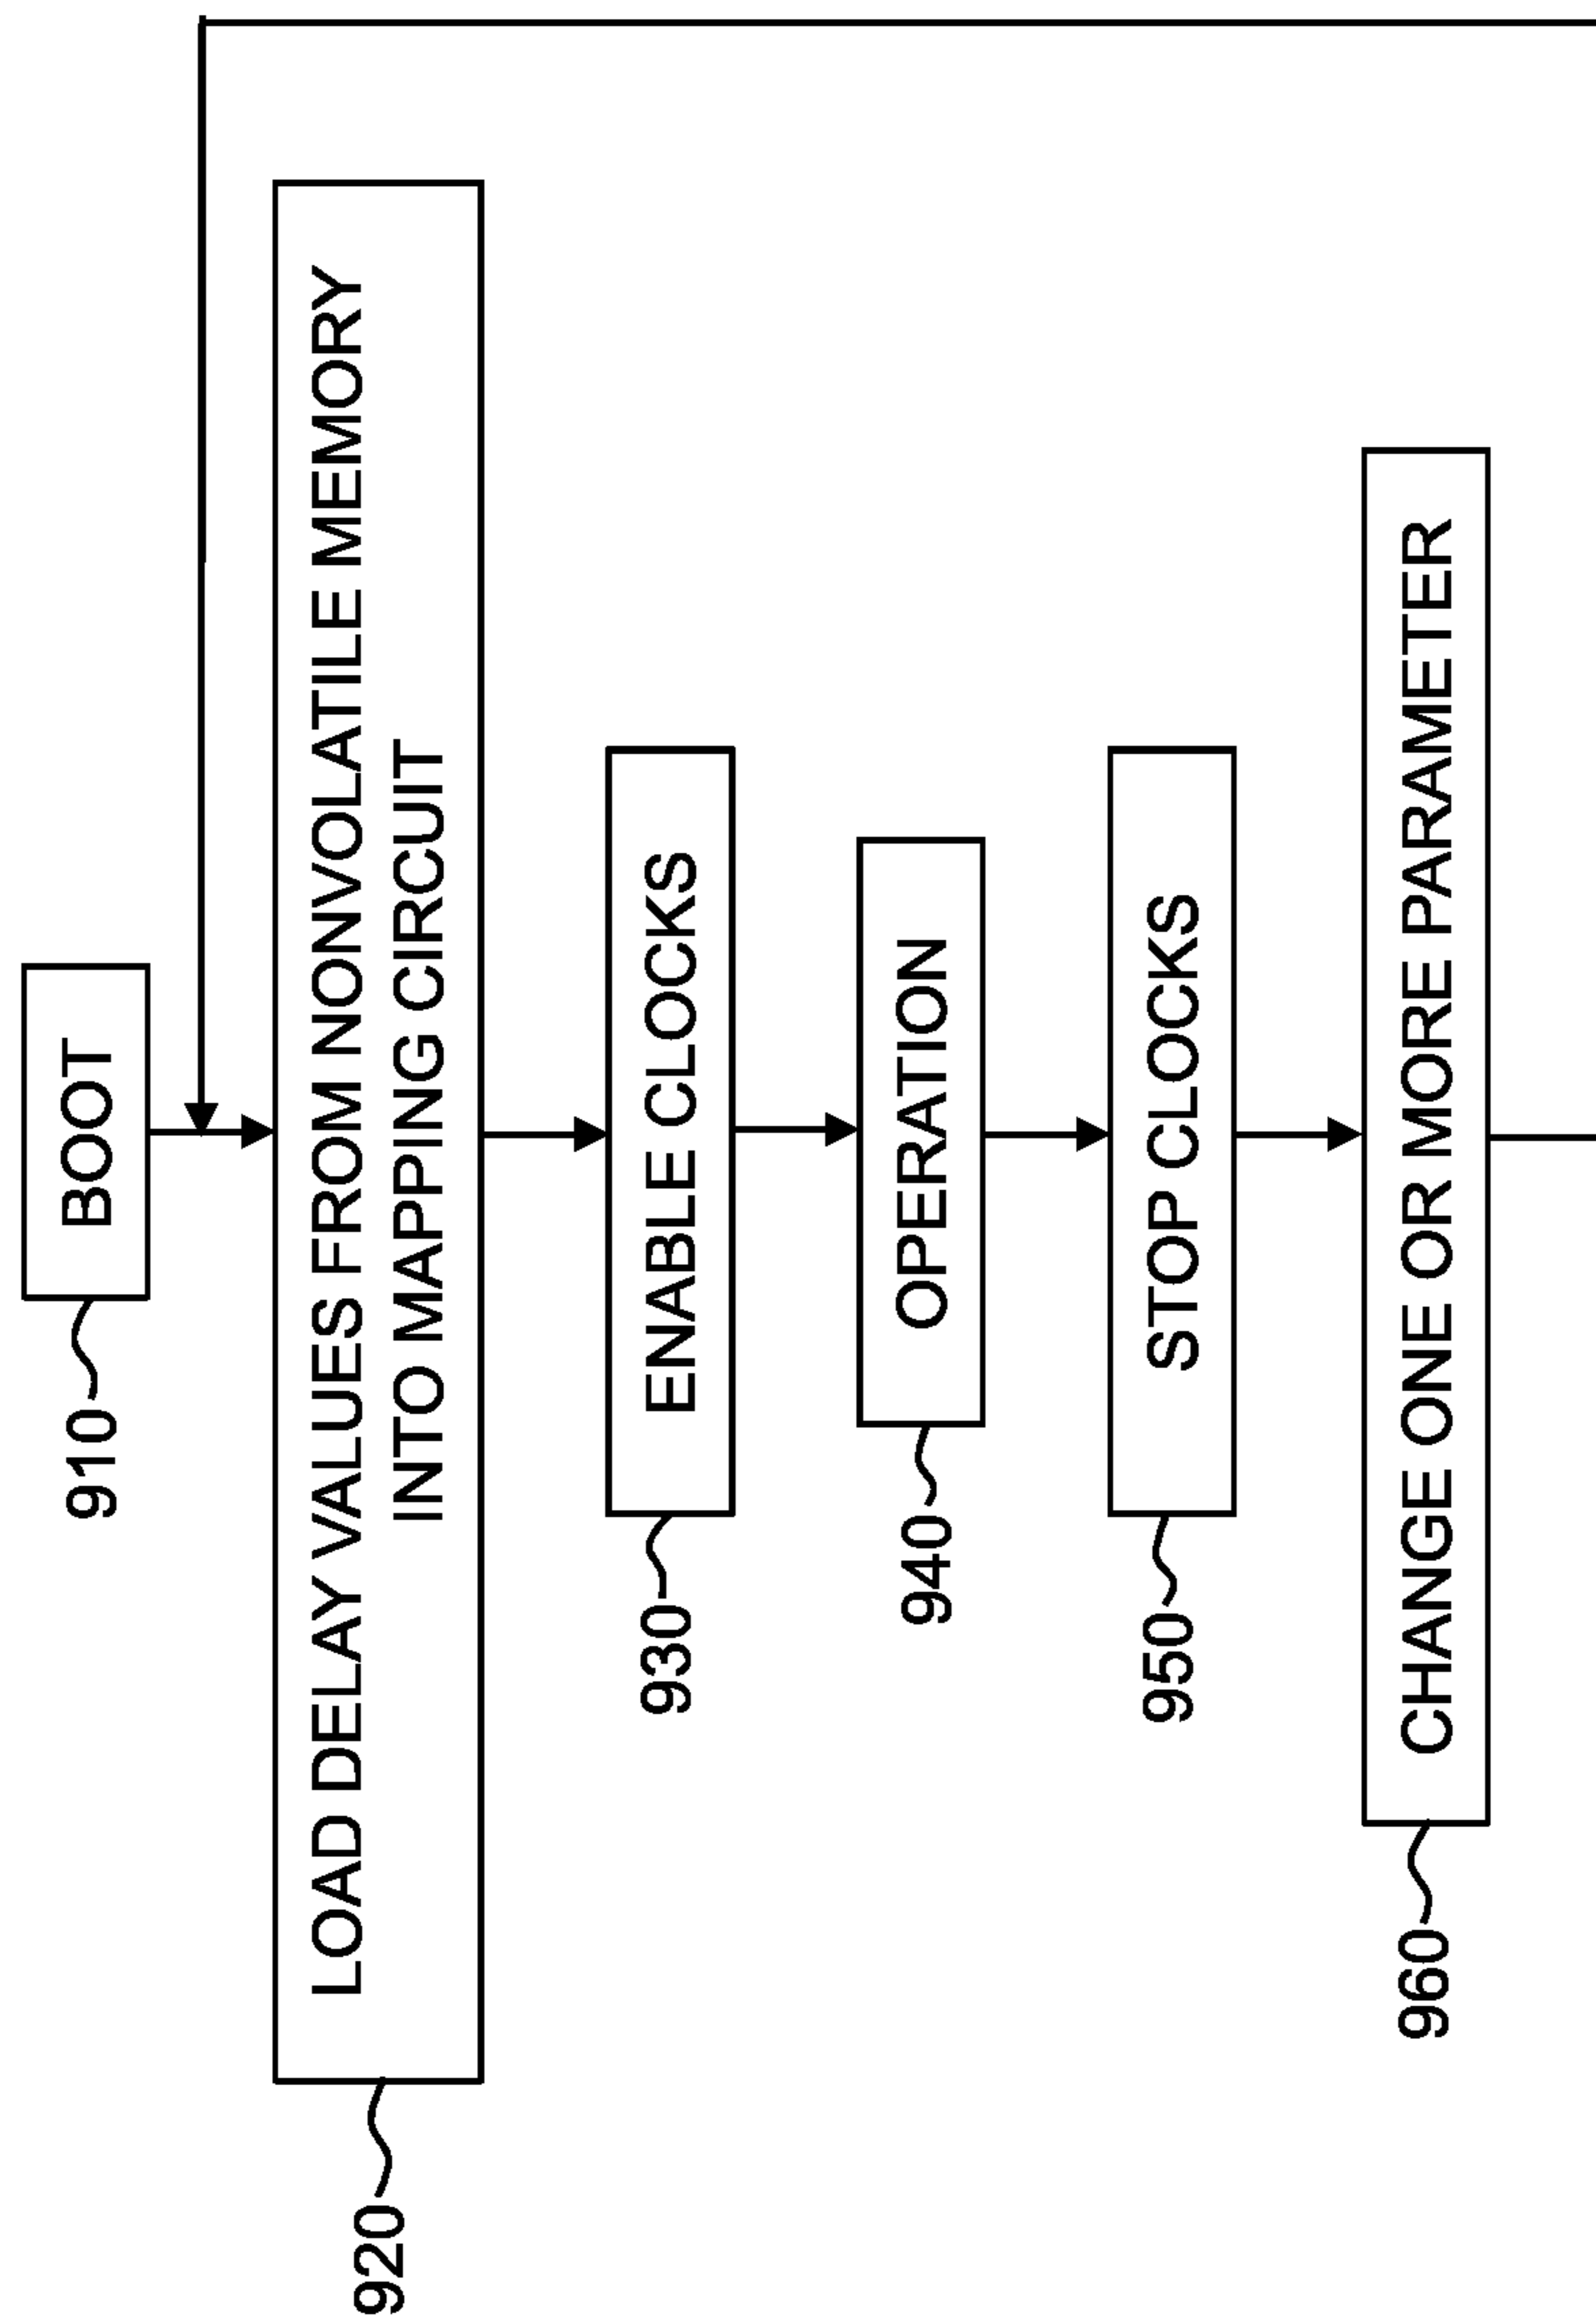 BOOT
910
LOAD DELAY VALUES FROM NONVOLATILE MEMORY
INTO MAPPING CIRCUIT
920
ENABLE CLOCKS
930
OPERATION
940
STOP CLOCKS
950
CHANGE ONE OR MORE PARAMETER
960